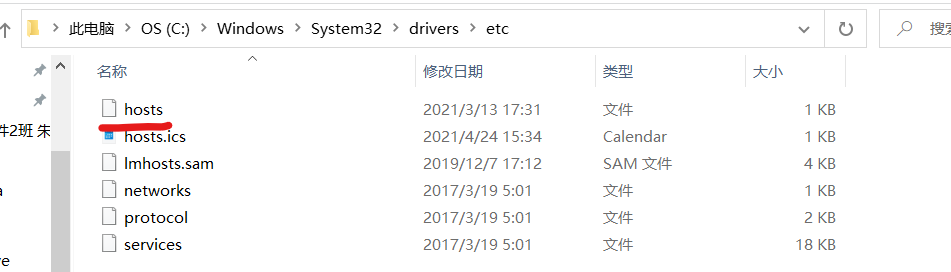 此电脑 > OS (C:) > Windows > System32 > drivers > etc 搜索
名称 修改日期 类型 大小
hosts 2021/3/13 17:31 文件 1 KB
件2班 朱 hosts.ics 2021/4/24 15:34 Calendar 1 KB
lmhosts.sam 2019/12/7 17:12 SAM 文件 4 KB
networks 2017/3/19 5:01 文件 1 KB
protocol 2017/3/19 5:01 文件 2 KB
services 2017/3/19 5:01 文件 18 KB